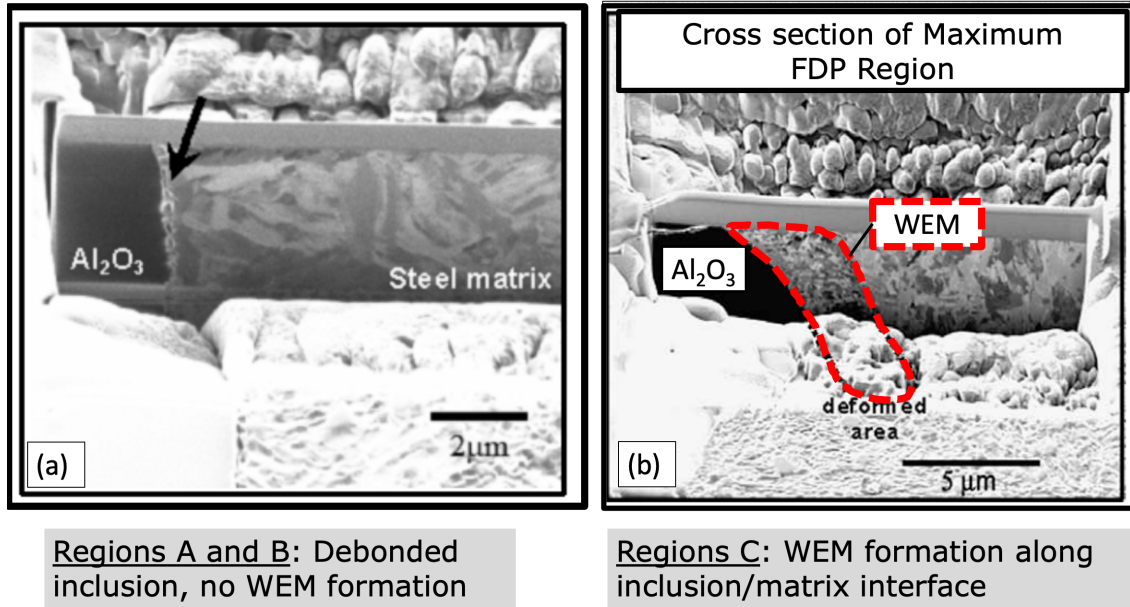 Al₂O₃
Steel matrix
2μm
(a)
Cross section of Maximum
FDP Region
WEM
Al₂O₃
deformed
area
5 μm
(b)
Regions A and B: Debonded
inclusion, no WEM formation
Regions C: WEM formation along
inclusion/matrix interface